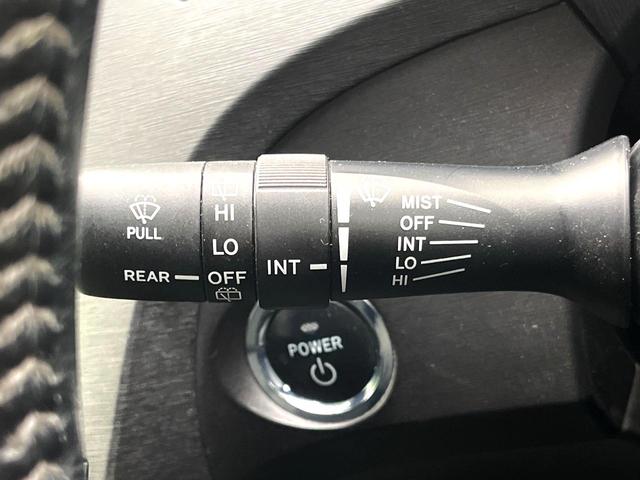 PULL
REAR
HI
LO
OFF
INT
MIST
OFF
INT
LO
HI
POWER